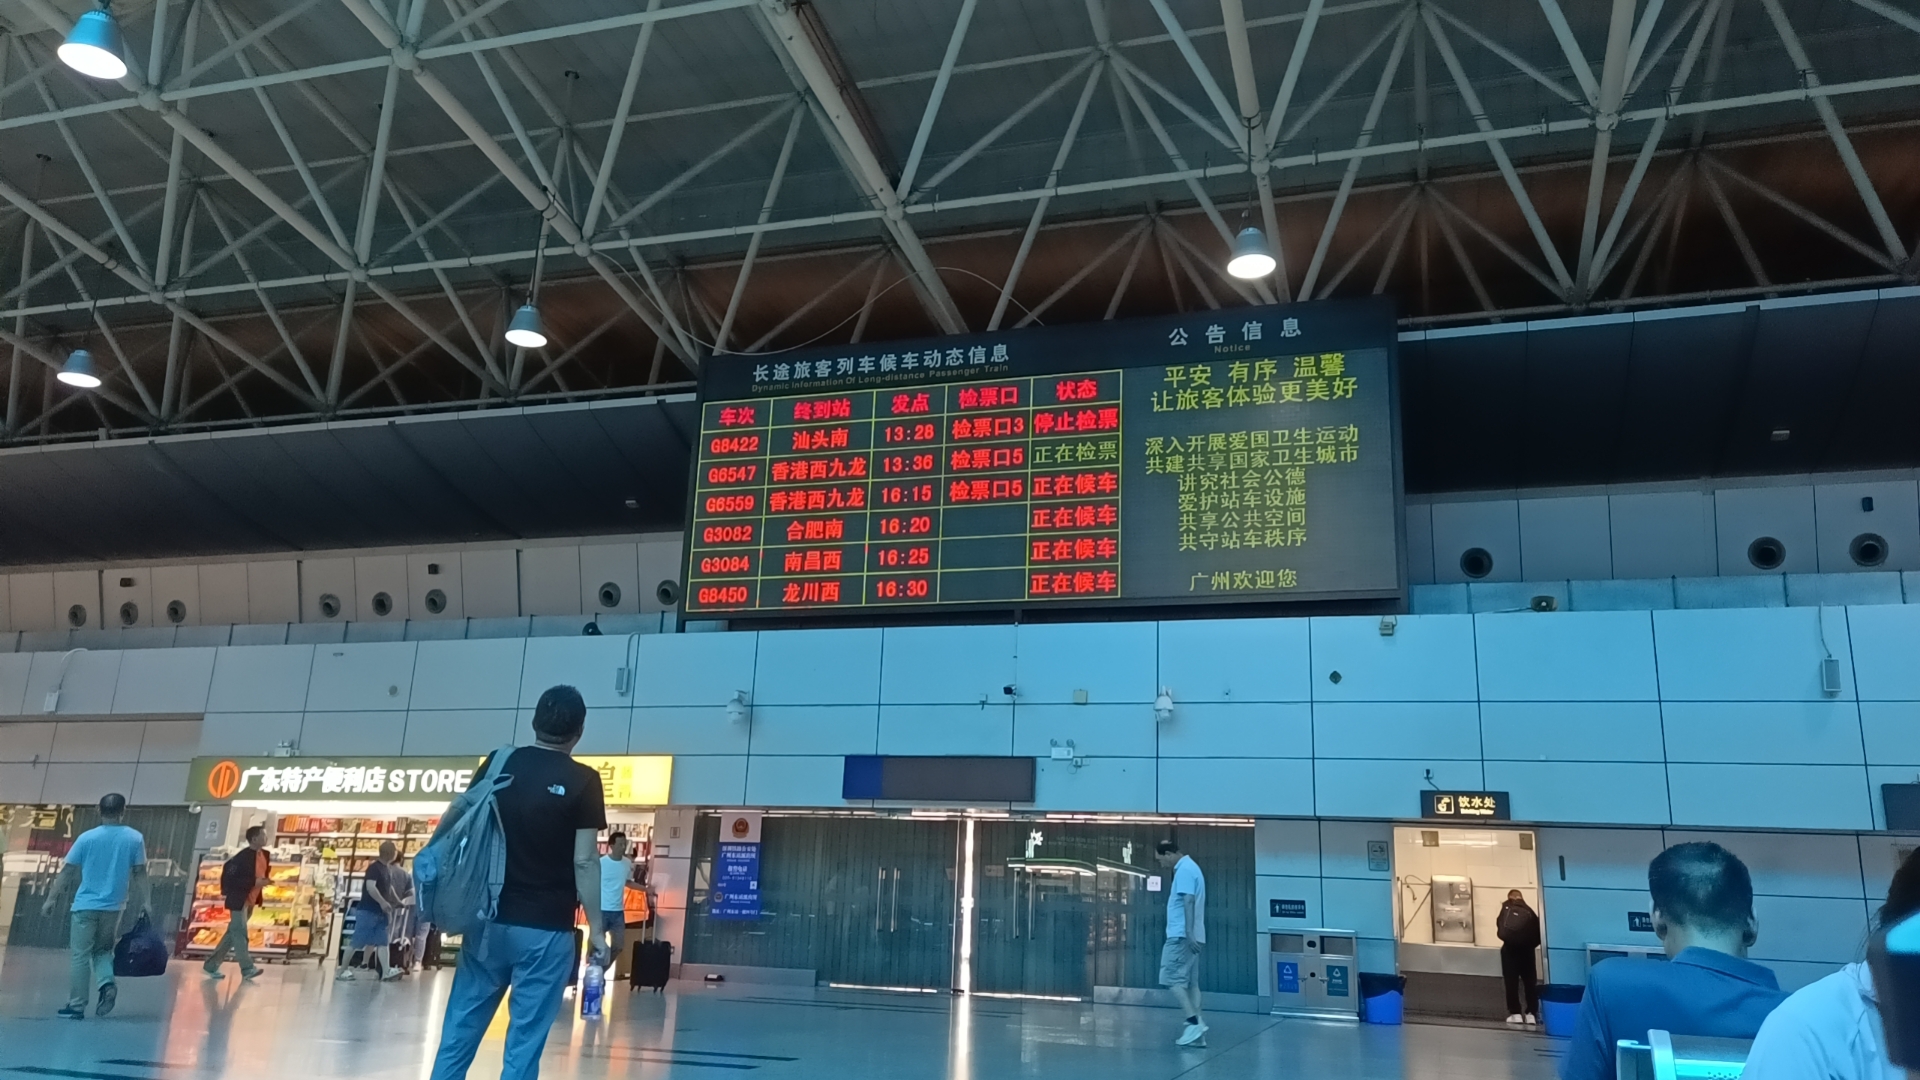 长途旅客列车候车动态信息
Dynamic Information Of Long-distance Passenger Train
车次 终到站 发点 检票口 状态
G8422 汕头南 13:28 检票口3 停止检票
G6547 香港西九龙 13:36 检票口5 正在检票
G6559 香港西九龙 16:15 检票口5 正在候车
G3082 合肥南 16:20 正在候车
G3084 南昌西 16:25 正在候车
G8450 龙川西 16:30 正在候车
公告信息
Notice
平安 有序 温馨
让旅客体验更美好
深入开展爱国卫生运动
共建共享国家卫生城市
讲究社会公德
爱护站车设施
共享公共空间
共守站车秩序
广州欢迎您
广东特产便利店STORE
皇
饮水处
Drinking Water